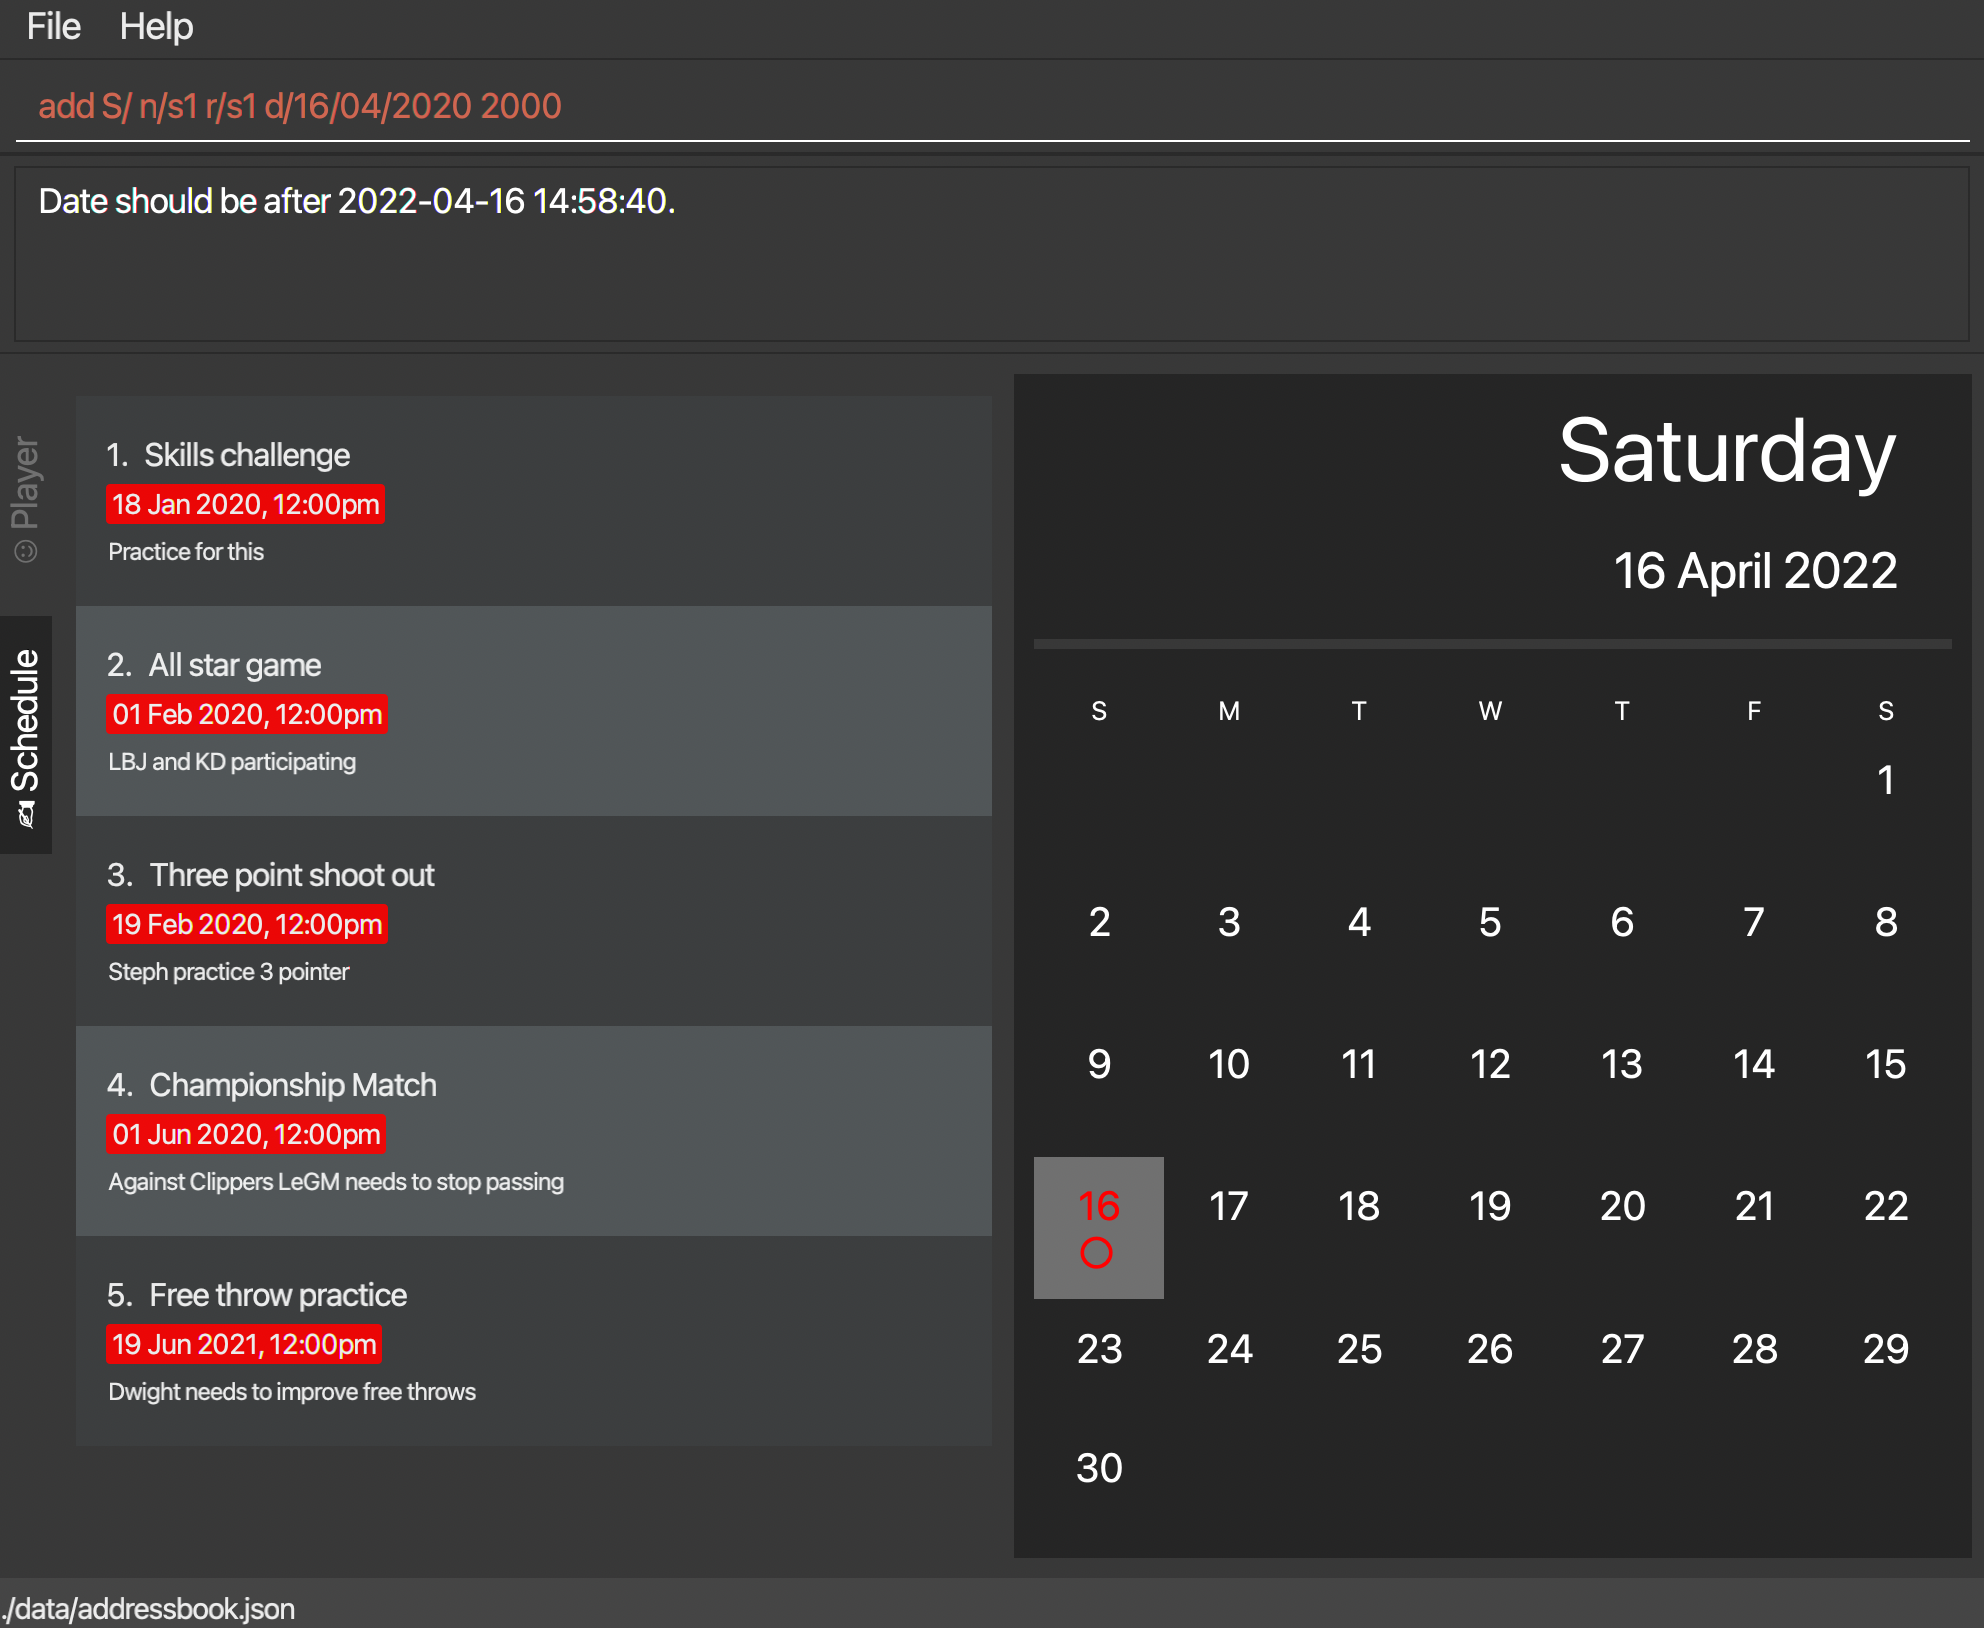 File Help
add S/ n/s1 r/s1 d/16/04/2020 2000
Date should be after 2022-04-16 14:58:40.
Player
Schedule
1. Skills challenge
18 Jan 2020, 12:00pm
Practice for this
2. All star game
01 Feb 2020, 12:00pm
LBJ and KD participating
3. Three point shoot out
19 Feb 2020, 12:00pm
Steph practice 3 pointer
4. Championship Match
01 Jun 2020, 12:00pm
Against Clippers LeGM needs to stop passing
5. Free throw practice
19 Jun 2021, 12:00pm
Dwight needs to improve free throws
Saturday
16 April 2022
S M T W T F S
1
2 3 4 5 6 7 8
9 10 11 12 13 14 15
16 17 18 19 20 21 22
23 24 25 26 27 28 29
30
./data/addressbook.json